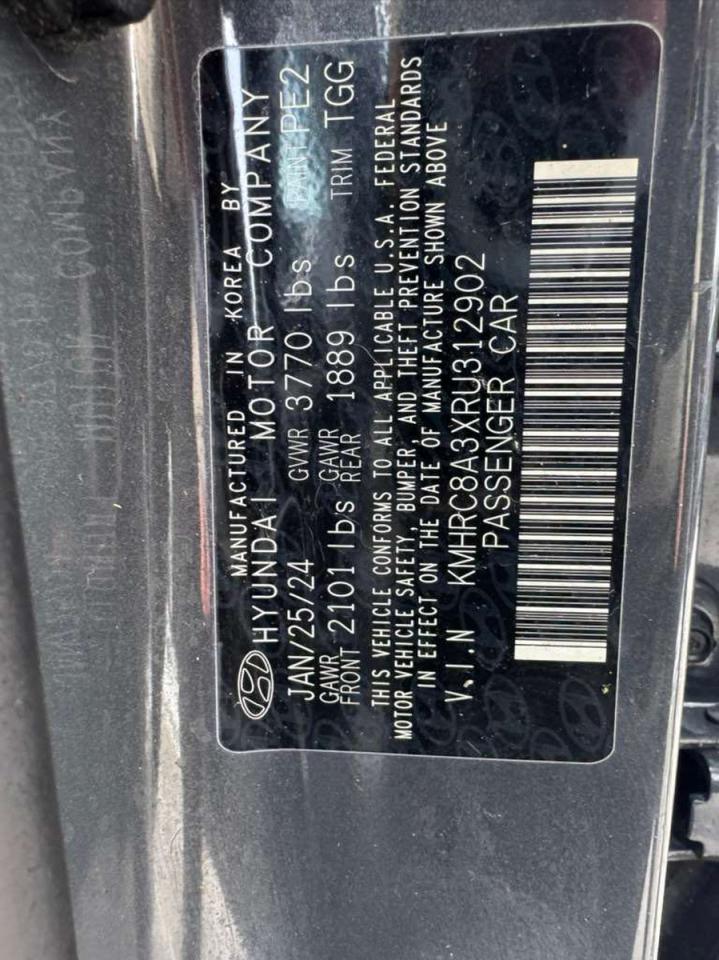 MANUFACTURED IN KOREA BY
HYUNDAI MOTOR COMPANY
JAN/25/24 GVWR 3770 lbs PAINT PE2
GAWR FRONT 2101 lbs GAWR REAR 1889 lbs TRIM TGG
THIS VEHICLE CONFORMS TO ALL APPLICABLE U.S.A. FEDERAL
MOTOR VEHICLE SAFETY, BUMPER, AND THEFT PREVENTION STANDARDS
IN EFFECT ON THE DATE OF MANUFACTURE SHOWN ABOVE
V.I.N KMHRC8A3XRU312902
PASSENGER CAR